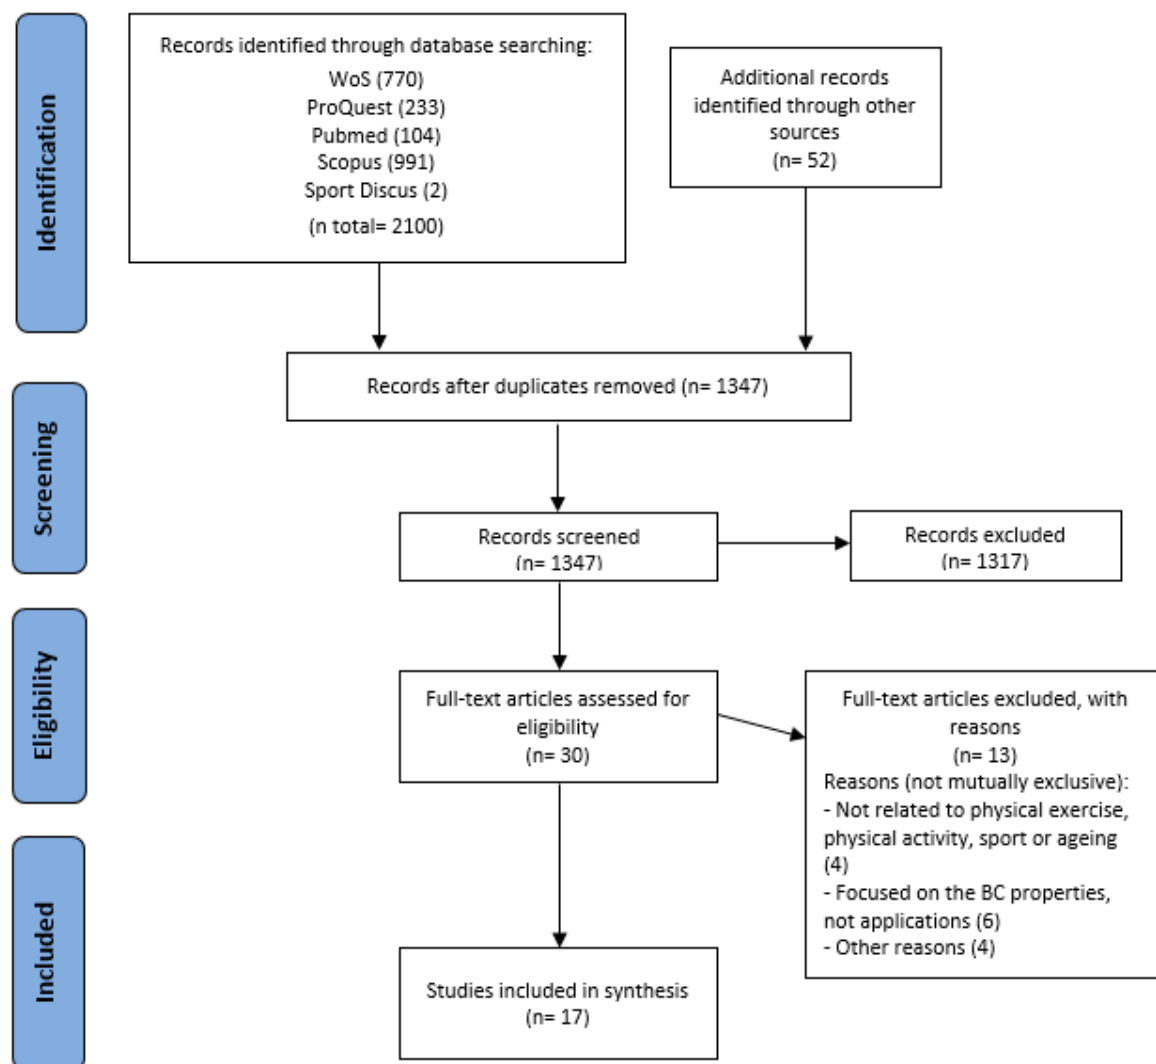 Identification
Records identified through database searching:
WoS (770)
ProQuest (233)
Pubmed (104)
Scopus (991)
Sport Discus (2)
(n total= 2100)
Additional records
identified through other
sources
(n= 52)
Records after duplicates removed (n= 1347)
Screening
Records screened
(n= 1347)
Records excluded
(n= 1317)
Eligibility
Full-text articles assessed for
eligibility
(n= 30)
Full-text articles excluded, with
reasons
(n= 13)
Reasons (not mutually exclusive):
- Not related to physical exercise,
physical activity, sport or ageing
(4)
- Focused on the BC properties,
not applications (6)
- Other reasons (4)
Included
Studies included in synthesis
(n= 17)